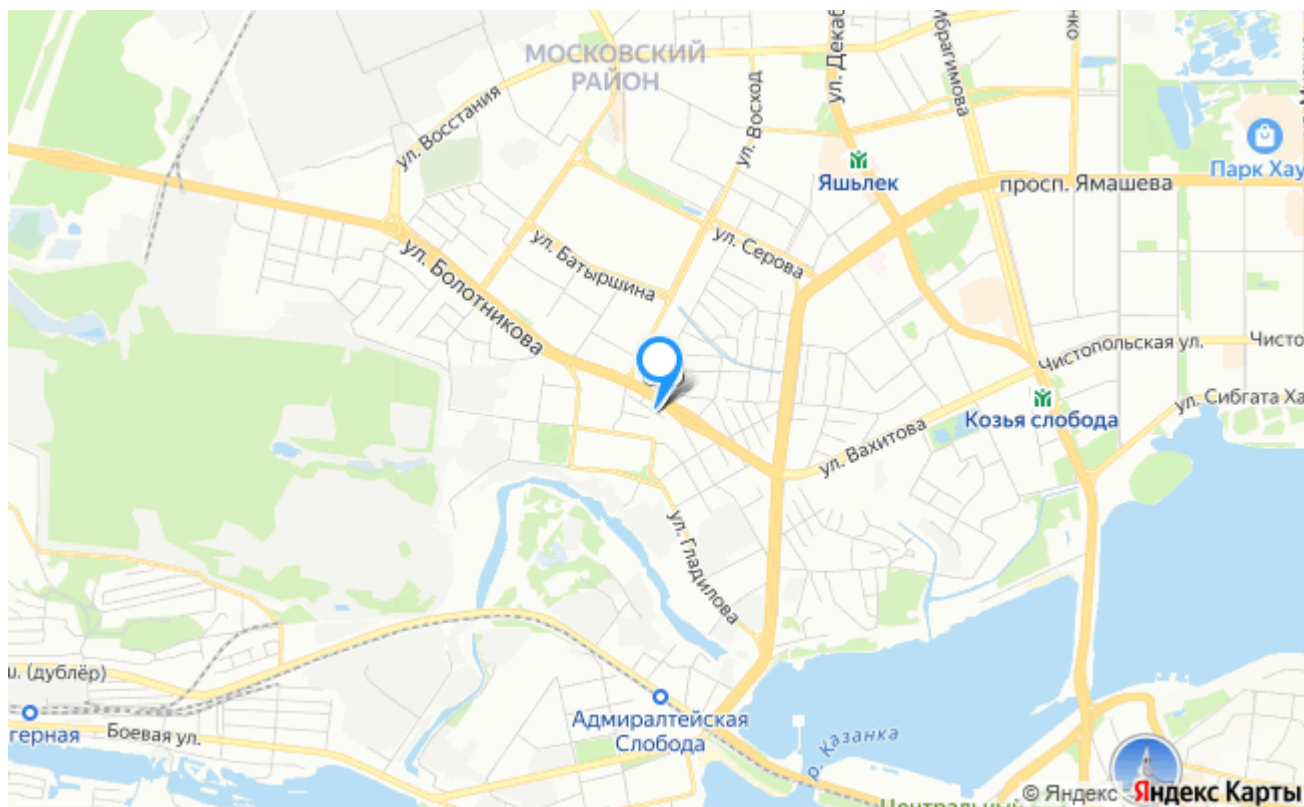 МОСКОВСКИЙ
РАЙОН
ул. Восстания
ул. Восход
ул. Декаб
Ибрагимова
нко
Яшьлек
просп. Ямашева
Парк Хау
ул. Серова
ул. Батыршина
ул. Болотникова
Чистопольская ул.
Чисто
ул. Сибгата Ха
Козья слобода
ул. Вахитова
ул. Гладилова
ш. (дублёр)
герная
Боевая ул.
Адмиралтейская
Слобода
р. Казанка
Центральный
© Яндекс Яндекс Карты